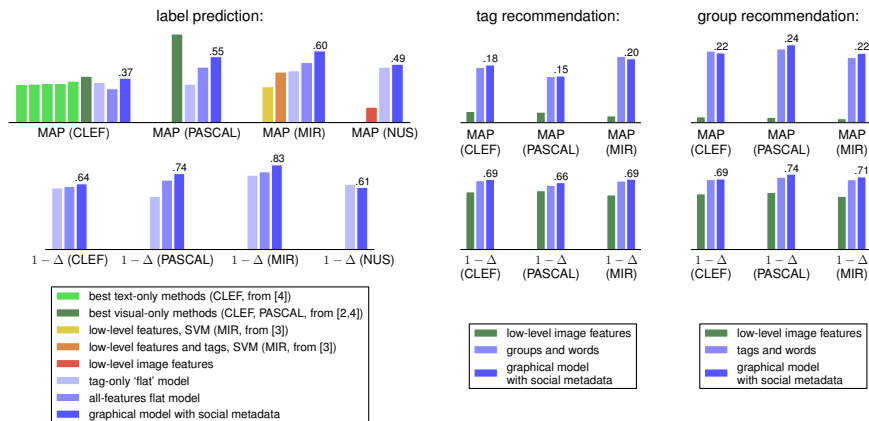 label prediction:
.37
.55
.60
.49
MAP (CLEF)
MAP (PASCAL)
MAP (MIR)
MAP (NUS)
.64
.74
.83
.61
1 − Δ (CLEF)
1 − Δ (PASCAL)
1 − Δ (MIR)
1 − Δ (NUS)
best text-only methods (CLEF, from [4])
best visual-only methods (CLEF, PASCAL, from [2,4])
low-level features, SVM (MIR, from [3])
low-level features and tags, SVM (MIR, from [3])
low-level image features
tag-only ‘flat’ model
all-features flat model
graphical model with social metadata
tag recommendation:
.18
.15
.20
MAP
(CLEF)
MAP
(PASCAL)
MAP
(MIR)
.69
.66
.69
1 − Δ
(CLEF)
1 − Δ
(PASCAL)
1 − Δ
(MIR)
low-level image features
groups and words
graphical model
with social metadata
group recommendation:
.22
.24
.22
MAP
(CLEF)
MAP
(PASCAL)
MAP
(MIR)
.69
.74
.71
1 − Δ
(CLEF)
1 − Δ
(PASCAL)
1 − Δ
(MIR)
low-level image features
tags and words
graphical model
with social metadata